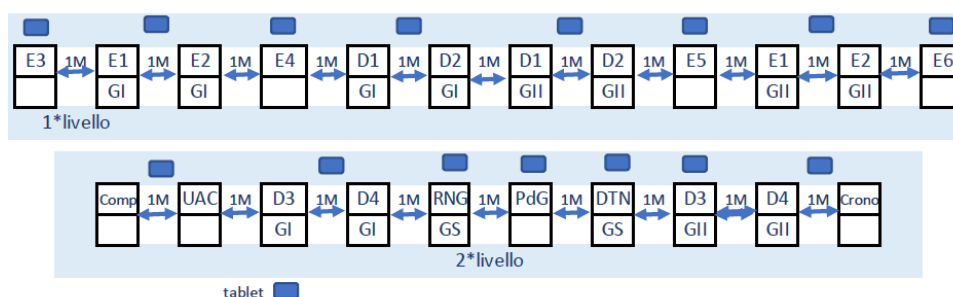 E3 1M E1 1M E2 1M E4 1M D1 1M D2 1M D1 1M D2 1M E5 1M E1 1M E2 1M E6
GI GI GI GI GII GII GII GII
1*livello
Comp 1M UAC 1M D3 1M D4 1M RNG 1M PdG 1M DTN 1M D3 1M D4 1M Crono
GI GI GS GS GII GII
2*livello
tablet